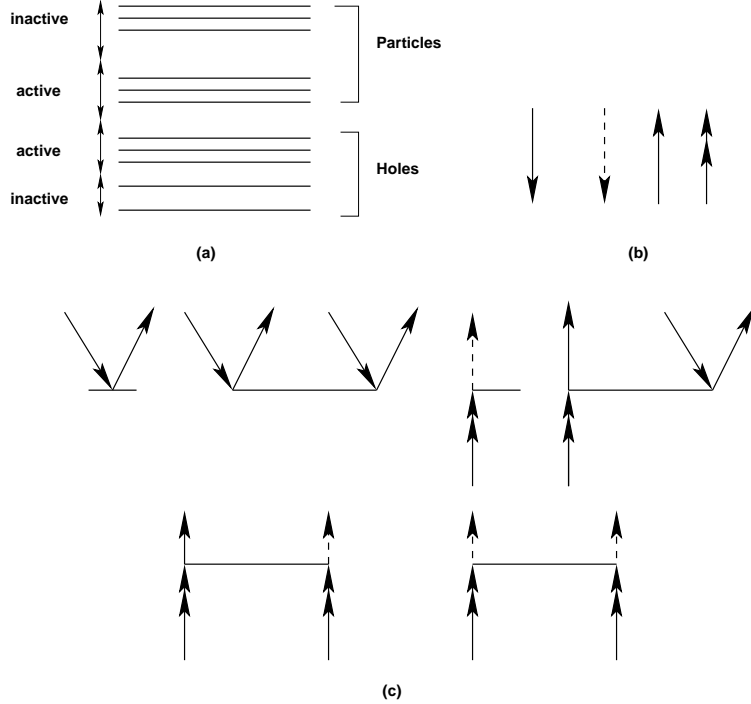 inactive
Particles
active
active
Holes
inactive
(a)
(b)
(c)